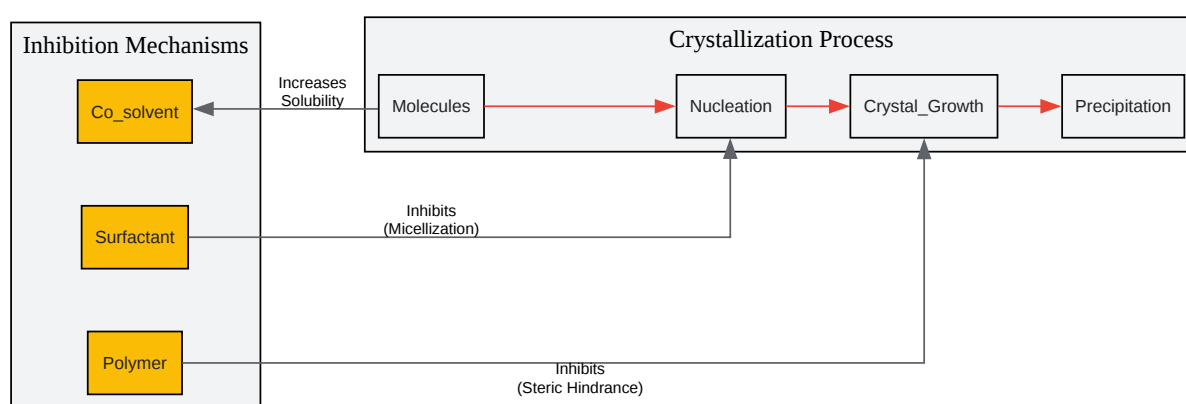 Inhibition Mechanisms
Crystallization Process
Co_solvent
Increases
Solubility
Molecules
Nucleation
Crystal_Growth
Precipitation
Surfactant
Inhibits
(Micellization)
Polymer
Inhibits
(Steric Hindrance)